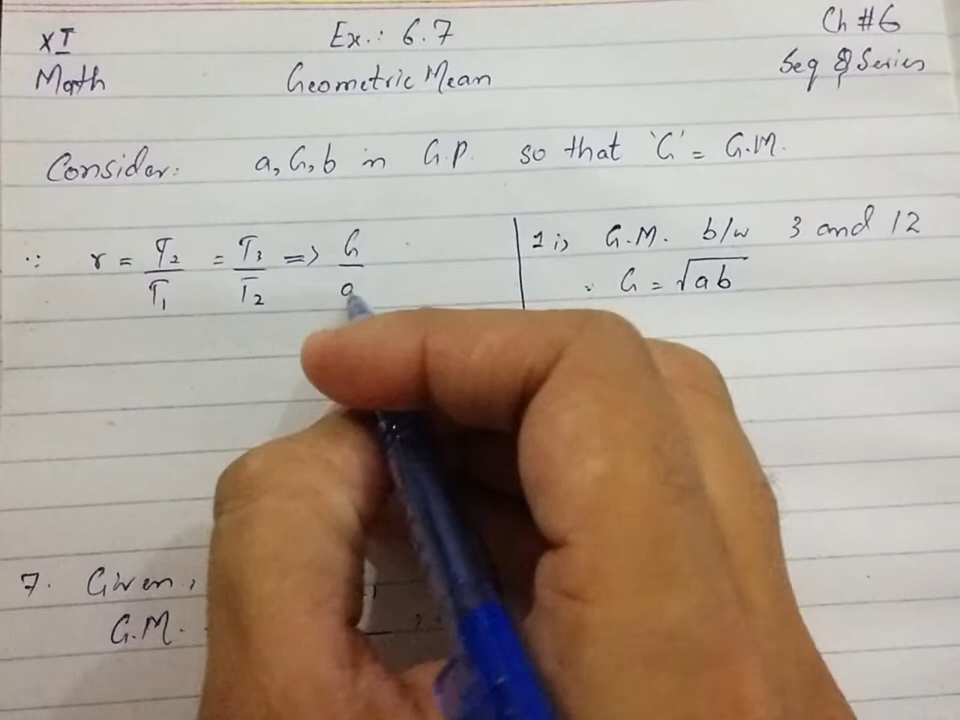 XI Ex.: 6.7 Ch #6
Math Geometric Mean Seq & Series
Consider: a, G, b in G.P. so that 'G' = G.M.
∵ r = T₂/T₁ = T₃/T₂ => G/a
1 is G.M. b/w 3 and 12
∵ G = √ab
7. Given,
G.M.